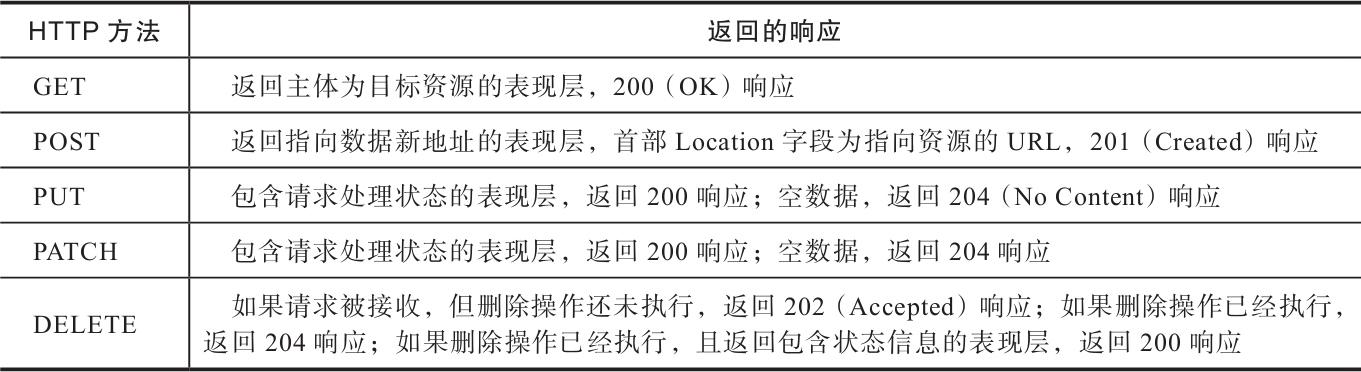 HTTP 方法 返回的响应
GET 返回主体为目标资源的表现层，200（OK）响应
POST 返回指向数据新地址的表现层，首部 Location 字段为指向资源的 URL，201（Created）响应
PUT 包含请求处理状态的表现层，返回 200 响应；空数据，返回 204（No Content）响应
PATCH 包含请求处理状态的表现层，返回 200 响应；空数据，返回 204 响应
DELETE 如果请求被接收，但删除操作还未执行，返回 202（Accepted）响应；如果删除操作已经执行，
返回 204 响应；如果删除操作已经执行，且返回包含状态信息的表现层，返回 200 响应